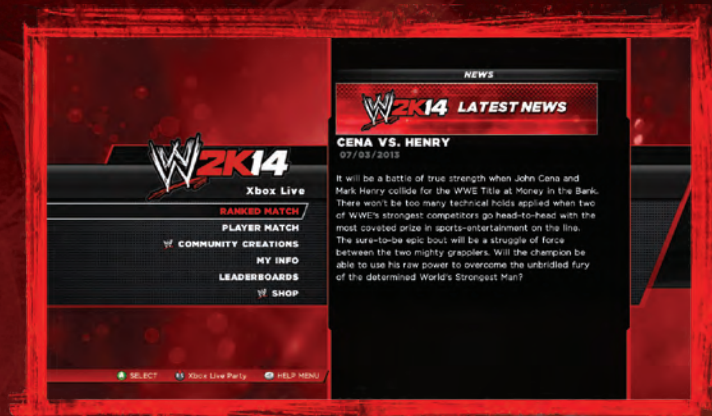 W2K14
Xbox Live
RANKED MATCH
PLAYER MATCH
COMMUNITY CREATIONS
MY INFO
LEADERBOARDS
SHOP
SELECT Xbox Live Party HELP MENU
NEWS
W2K14 LATEST NEWS
CENA VS. HENRY
07/03/2013
It will be a battle of true strength when John Cena and
Mark Henry collide for the WWE Title at Money in the Bank.
There won't be too many technical holds applied when two
of WWE's strongest competitors go head-to-head with the
most coveted prize in sports-entertainment on the line.
The sure-to-be epic bout will be a struggle of force
between the two mighty grapplers. Will the champion be
able to use his raw power to overcome the unbridled fury
of the determined World's Strongest Man?